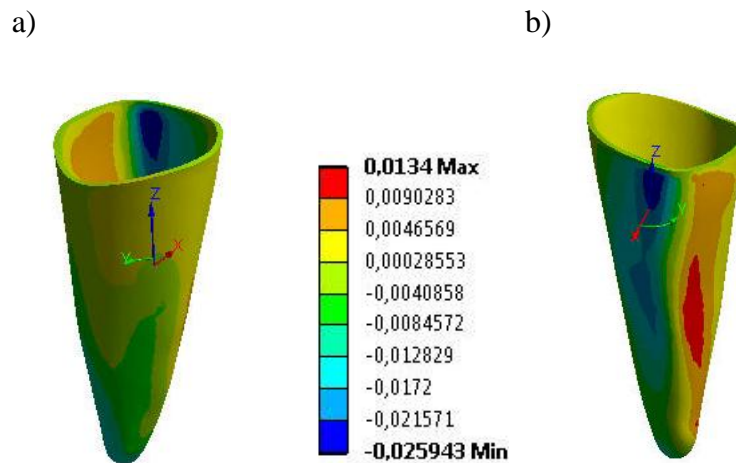 a)
b)
Z
Y
X
0,0134 Max
0,0090283
0,0046569
0,00028553
-0,0040858
-0,0084572
-0,012829
-0,0172
-0,021571
-0,025943 Min
Z
Y
X